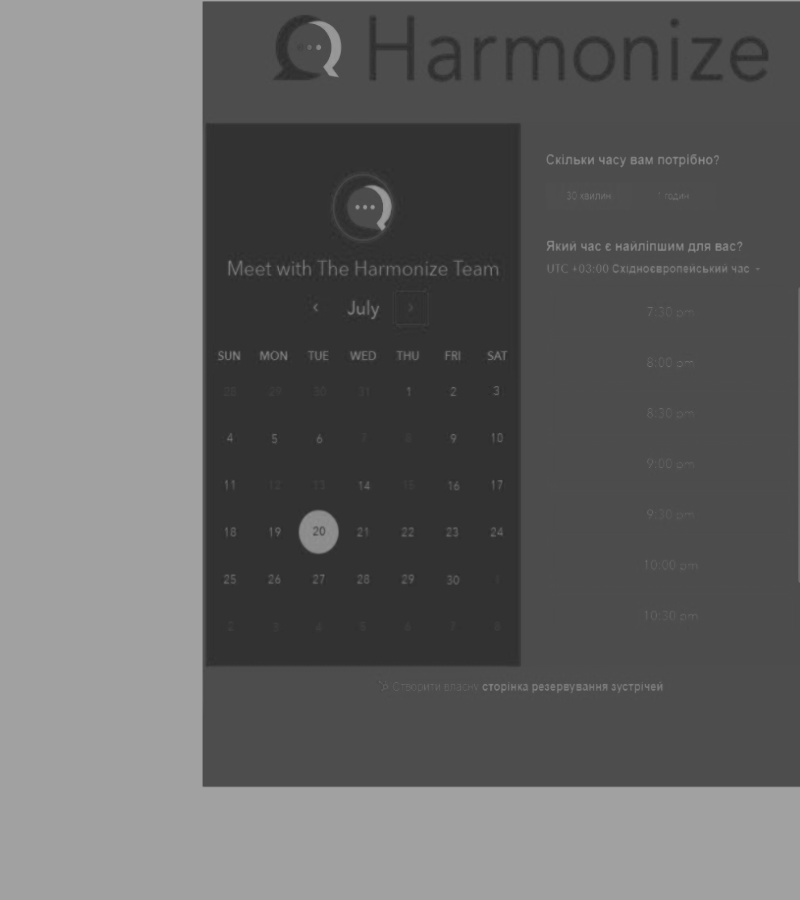 Harmonize
Meet with The Harmonize Team
July
SUN MON TUE WED THU FRI SAT
28 29 30 31 1 2 3
4 5 6 7 8 9 10
11 12 13 14 15 16 17
18 19 20 21 22 23 24
25 26 27 28 29 30 1
2 3 4 5 6 7 8
Скільки часу вам потрібно?
30 хвилин 1 годин
Який час є найліпшим для вас?
UTC +03:00 Східноєвропейський час
7:30 pm
8:00 pm
8:30 pm
9:00 pm
9:30 pm
10:00 pm
10:30 pm
Створити власну сторінка резервування зустрічей